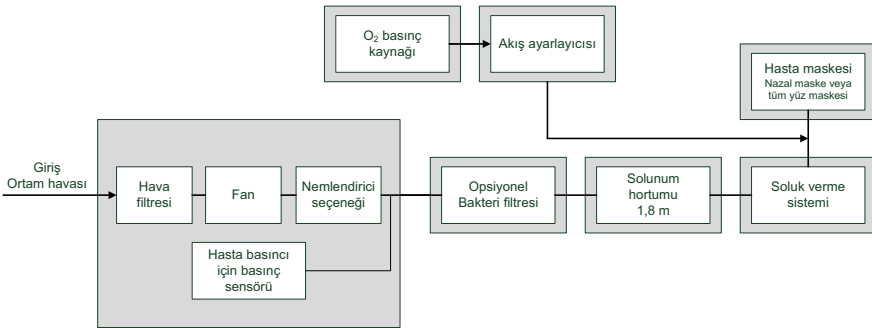 O₂ basınç
kaynağı
Akış ayarlayıcısı
Hasta maskesi
Nazal maske veya
tüm yüz maskesi
Giriş
Ortam havası
Hava
filtresi
Fan
Nemlendirici
seçeneği
Opsiyonel
Bakteri filtresi
Solunum
hortumu
1,8 m
Soluk verme
sistemi
Hasta basıncı
için basınç
sensörü